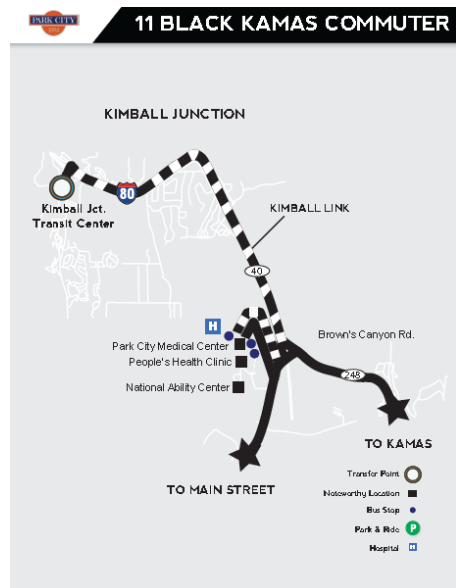 PARK CITY
11 BLACK KAMAS COMMUTER
KIMBALL JUNCTION
80
Kimball Jct.
Transit Center
KIMBALL LINK
40
H
Park City Medical Center
People's Health Clinic
National Ability Center
Brown's Canyon Rd.
248
TO KAMAS
TO MAIN STREET
Transfer Point
Noteworthy Location
Bus Stop
Park & Ride
P
Hospital
H